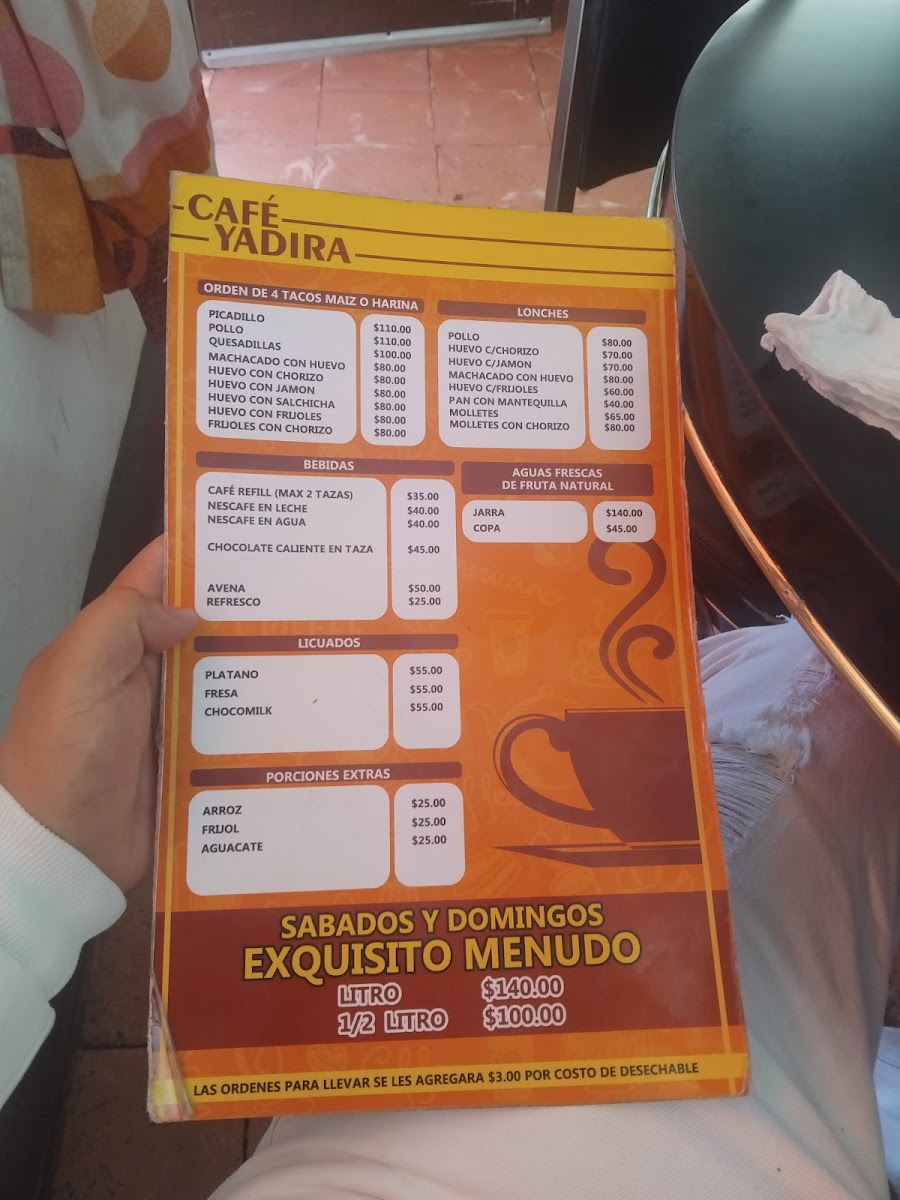 CAFÉ
YADIRA
ORDEN DE 4 TACOS MAIZ O HARINA
PICADILLO $110.00
POLLO $110.00
QUESADILLAS $100.00
MACHACADO CON HUEVO $80.00
HUEVO CON CHORIZO $80.00
HUEVO CON JAMON $80.00
HUEVO CON SALCHICHA $80.00
HUEVO CON FRIJOLES $80.00
FRIJOLES CON CHORIZO $80.00
LONCHES
POLLO $80.00
HUEVO C/CHORIZO $70.00
HUEVO C/JAMON $70.00
MACHACADO CON HUEVO $80.00
HUEVO C/FRIJOLES $60.00
PAN CON MANTEQUILLA $40.00
MOLLETES $65.00
MOLLETES CON CHORIZO $80.00
BEBIDAS
CAFÉ REFILL (MAX 2 TAZAS) $35.00
NESCAFE EN LECHE $40.00
NESCAFE EN AGUA $40.00
CHOCOLATE CALIENTE EN TAZA $45.00
AVENA $50.00
REFRESCO $25.00
AGUAS FRESCAS
DE FRUTA NATURAL
JARRA $140.00
COPA $45.00
LICUADOS
PLATANO $55.00
FRESA $55.00
CHOCOMILK $55.00
PORCIONES EXTRAS
ARROZ $25.00
FRIJOL $25.00
AGUACATE $25.00
SABADOS Y DOMINGOS
EXQUISITO MENUDO
LITRO $140.00
1/2 LITRO $100.00
LAS ORDENES PARA LLEVAR SE LES AGREGARA $3.00 POR COSTO DE DESECHABLE